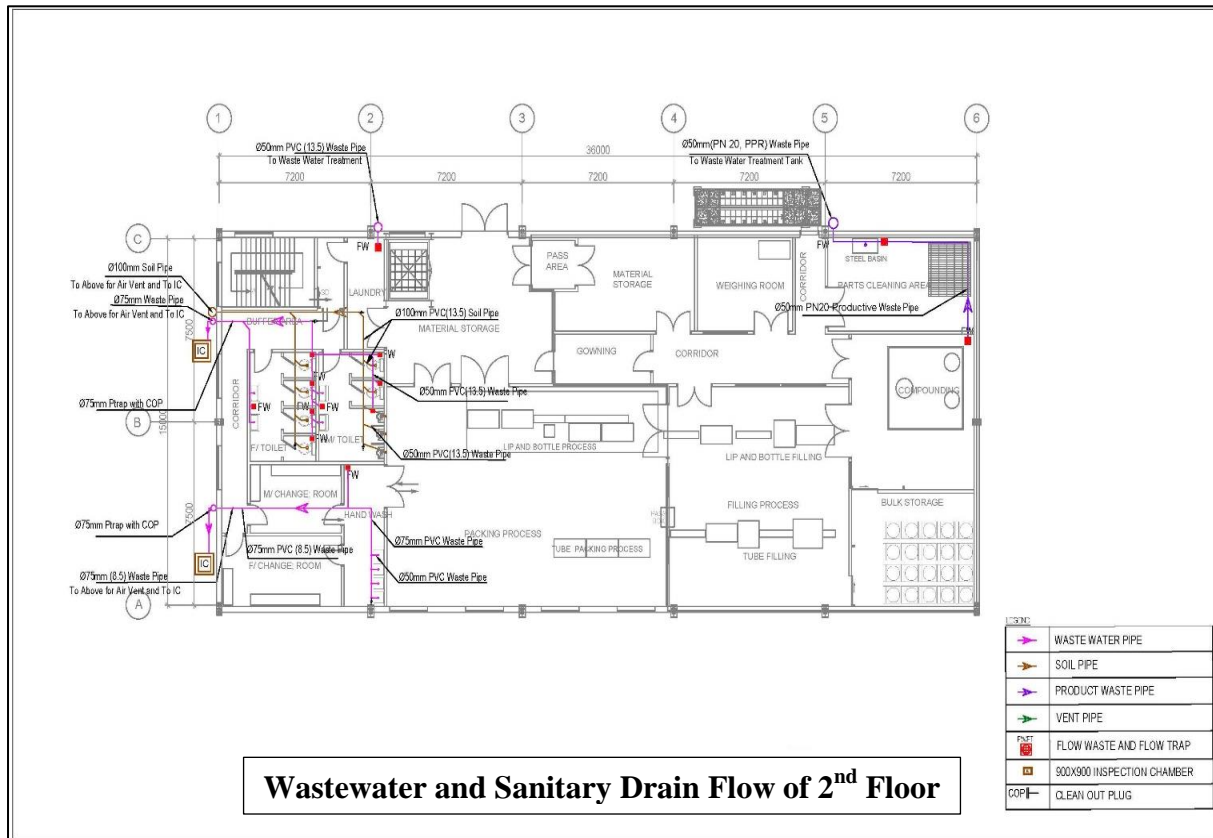 1
2
3
4
5
6
Ø50mm PVC (13.5) Waste Pipe
To Waste Water Treatment
36000
Ø50mm(PN 20, PPR) Waste Pipe
To Waste Water Treatment Tank
7200
7200
7200
7200
7200
C
FW
FW
STEEL BASIN
PASS
AREA
MATERIAL
STORAGE
WEIGHING ROOM
CORRIDOR
PARTS CLEANING AREA
Ø100mm Soil Pipe
To Above for Air Vent and To IC
Ø75mm Waste Pipe
To Above for Air Vent and To IC
LAUNDRY
Ø100mm PVC(13.5) Soil Pipe
MATERIAL STORAGE
Ø50mm PN20 Productive Waste Pipe
BUFFER AREA
7500
IC
FW
GOWNING
CORRIDOR
FW
Ø50mm PVC(13.5) Waste Pipe
COMPOUNDING
Ø75mm Ptrap with COP
CORRIDOR
FW
FW
FW
B
15000
F/ TOILET
FW
M/ TOILET
LIP AND BOTTLE PROCESS
Ø50mm PVC(13.5) Waste Pipe
LIP AND BOTTLE FILLING
FW
M/ CHANGE; ROOM
HAND WASH
FILLING PROCESS
BULK STORAGE
7500
Ø75mm Ptrap with COP
PACKING PROCESS
Ø75mm PVC Waste Pipe
Ø75mm PVC (8.5) Waste Pipe
TUBE PACKING PROCESS
TUBE FILLING
IC
F/ CHANGE; ROOM
Ø75mm (8.5) Waste Pipe
To Above for Air Vent and To IC
Ø50mm PVC Waste Pipe
A
LEGEND
WASTE WATER PIPE
SOIL PIPE
PRODUCT WASTE PIPE
VENT PIPE
FLOW WASTE AND FLOW TRAP
900X900 INSPECTION CHAMBER
COP CLEAN OUT PLUG
Wastewater and Sanitary Drain Flow of 2nd Floor